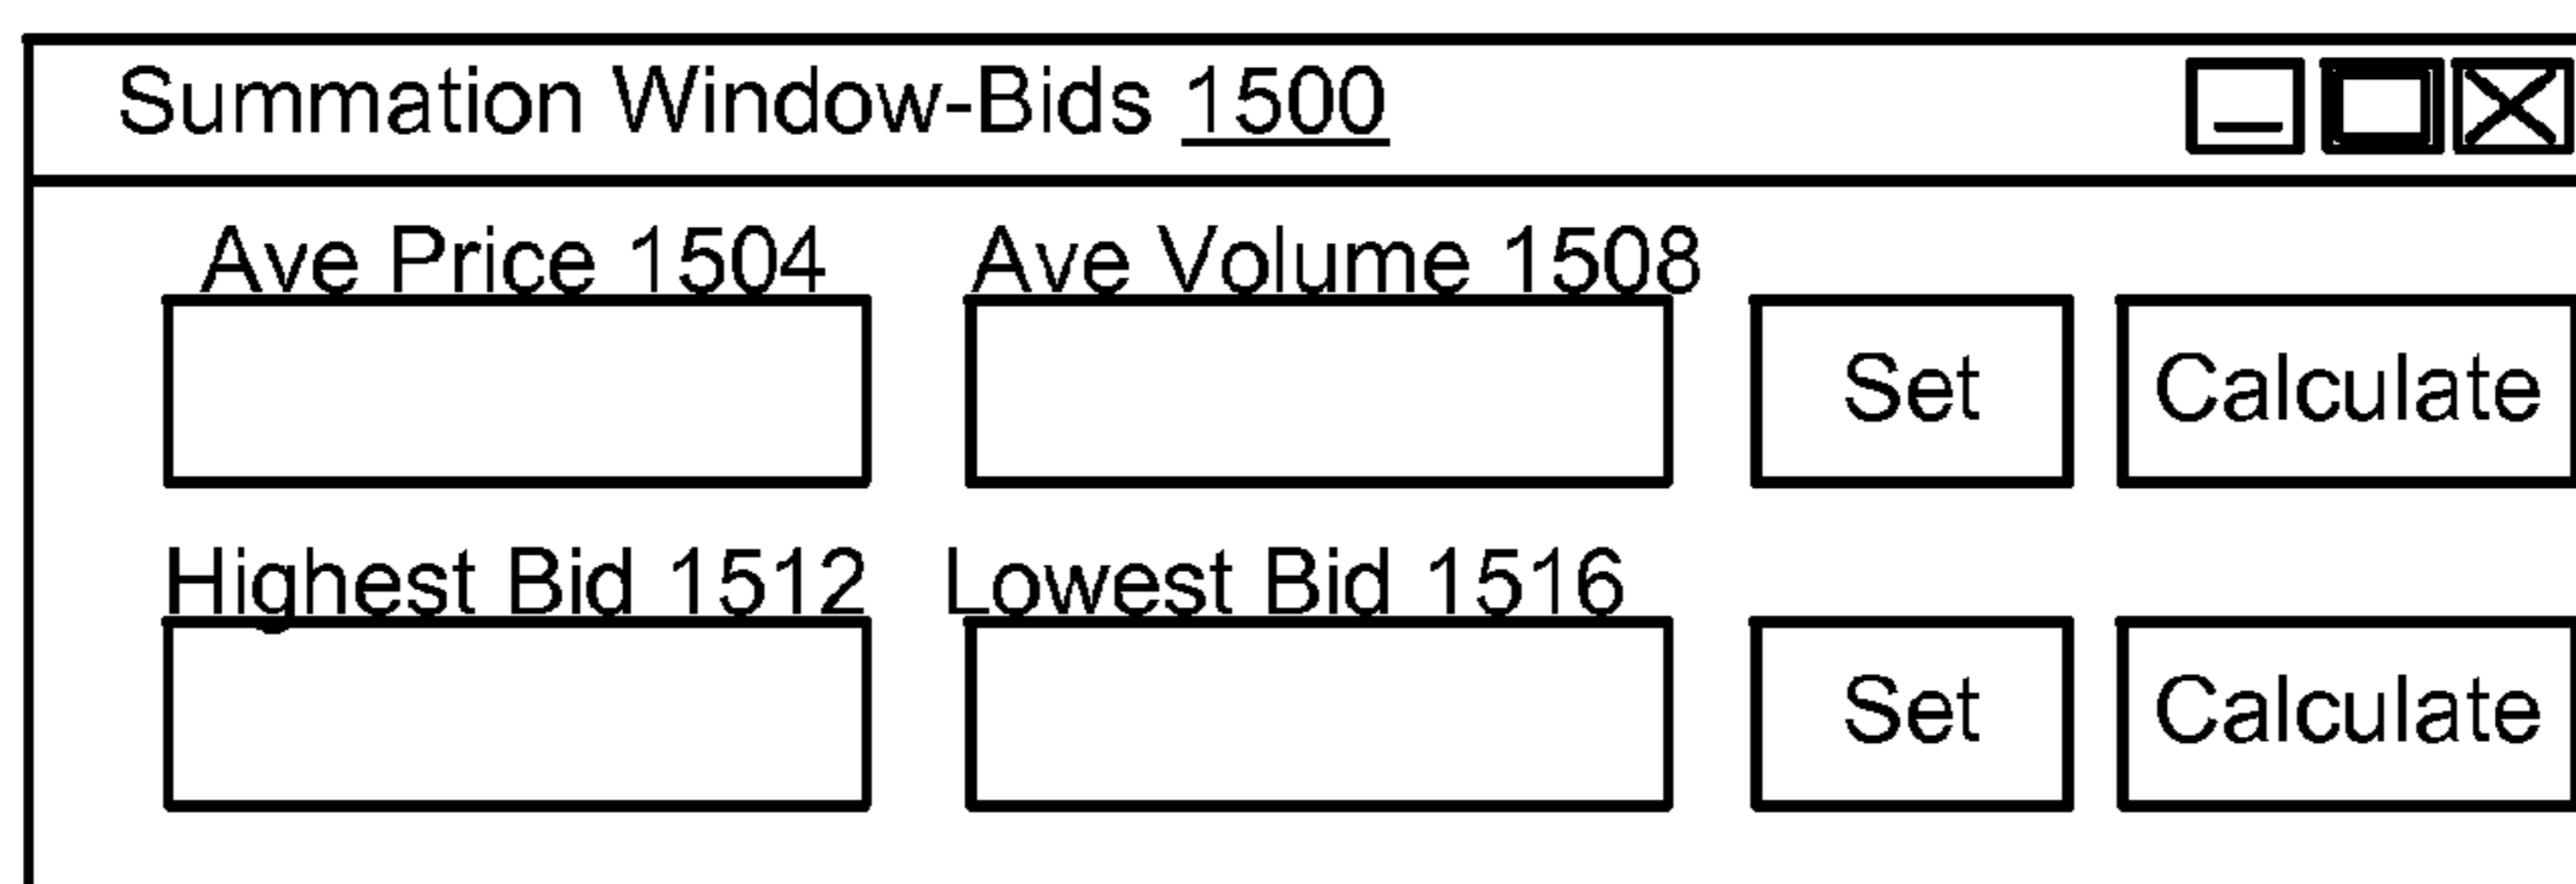 Summation Window-Bids 1500
Ave Price 1504 Ave Volume 1508
Set Calculate
Highest Bid 1512 Lowest Bid 1516
Set Calculate